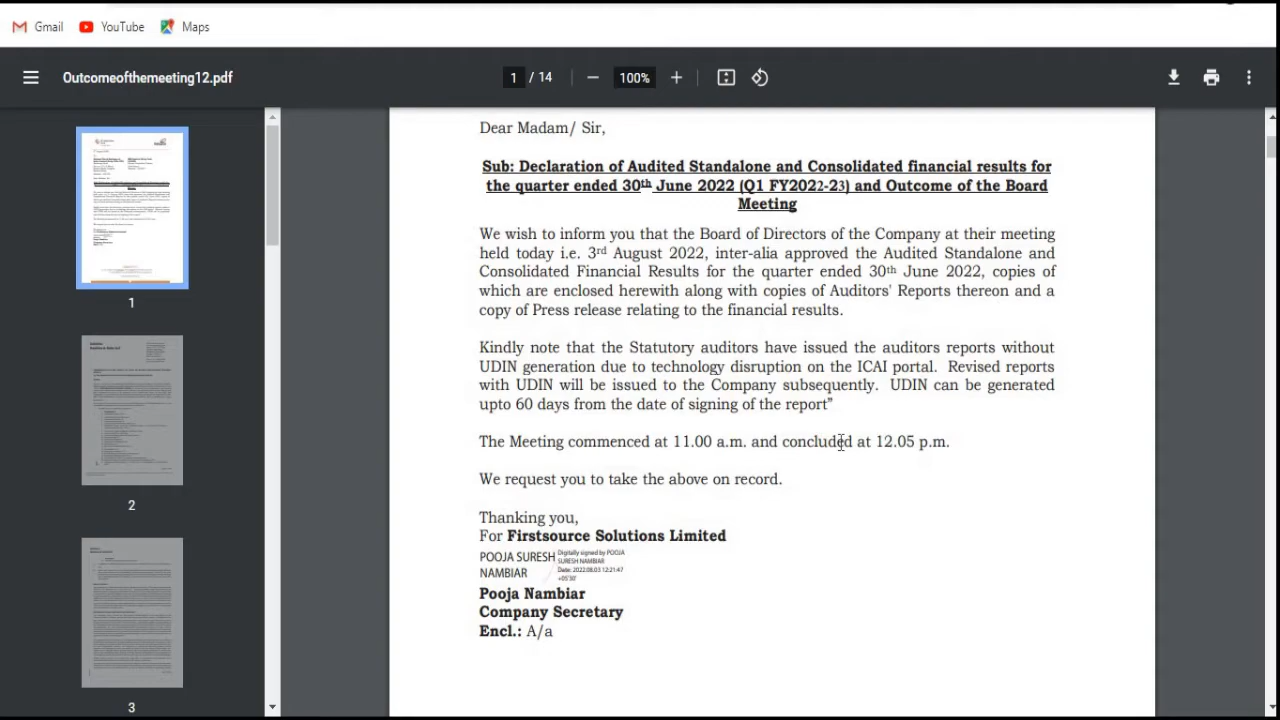 Gmail YouTube Maps
Outcomeofthemeeting12.pdf 1 / 14 100%
Dear Madam/ Sir,
Sub: Declaration of Audited Standalone and Consolidated financial results for
the quarter ended 30th June 2022 (Q1 FY2022-23) and Outcome of the Board
Meeting
We wish to inform you that the Board of Directors of the Company at their meeting
held today i.e. 3rd August 2022, inter-alia approved the Audited Standalone and
Consolidated Financial Results for the quarter ended 30th June 2022, copies of
which are enclosed herewith along with copies of Auditors' Reports thereon and a
copy of Press release relating to the financial results.
Kindly note that the Statutory auditors have issued the auditors reports without
UDIN generation due to technology disruption on the ICAI portal. Revised reports
with UDIN will be issued to the Company subsequently. UDIN can be generated
upto 60 days from the date of signing of the report”
The Meeting commenced at 11.00 a.m. and concluded at 12.05 p.m.
We request you to take the above on record.
Thanking you,
For Firstsource Solutions Limited
POOJA SURESH
NAMBIAR
Digitally signed by POOJA
SURESH NAMBIAR
Date: 2022.08.03 12:21:47
+05'30'
Pooja Nambiar
Company Secretary
Encl.: A/a
1
2
3